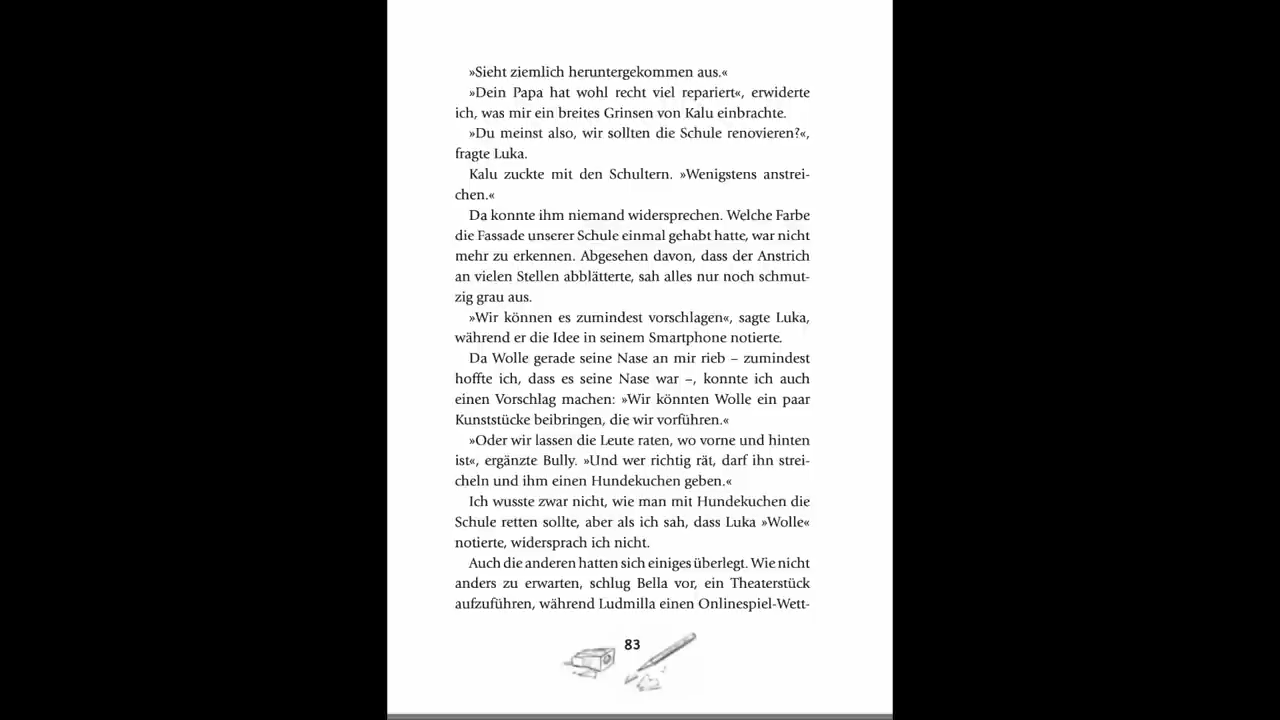 »Sieht ziemlich heruntergekommen aus.«
»Dein Papa hat wohl recht viel repariert«, erwiderte
ich, was mir ein breites Grinsen von Kalu einbrachte.
»Du meinst also, wir sollten die Schule renovieren?«,
fragte Luka.
Kalu zuckte mit den Schultern. »Wenigstens anstrei-
chen.«
Da konnte ihm niemand widersprechen. Welche Farbe
die Fassade unserer Schule einmal gehabt hatte, war nicht
mehr zu erkennen. Abgesehen davon, dass der Anstrich
an vielen Stellen abblätterte, sah alles nur noch schmut-
zig grau aus.
»Wir können es zumindest vorschlagen«, sagte Luka,
während er die Idee in seinem Smartphone notierte.
Da Wolle gerade seine Nase an mir rieb – zumindest
hoffte ich, dass es seine Nase war –, konnte ich auch
einen Vorschlag machen: »Wir könnten Wolle ein paar
Kunststücke beibringen, die wir vorführen.«
»Oder wir lassen die Leute raten, wo vorne und hinten
ist«, ergänzte Bully. »Und wer richtig rät, darf ihn strei-
cheln und ihm einen Hundekuchen geben.«
Ich wusste zwar nicht, wie man mit Hundekuchen die
Schule retten sollte, aber als ich sah, dass Luka »Wolle«
notierte, widersprach ich nicht.
Auch die anderen hatten sich einiges überlegt. Wie nicht
anders zu erwarten, schlug Bella vor, ein Theaterstück
aufzuführen, während Ludmilla einen Onlinespiel-Wett-
83